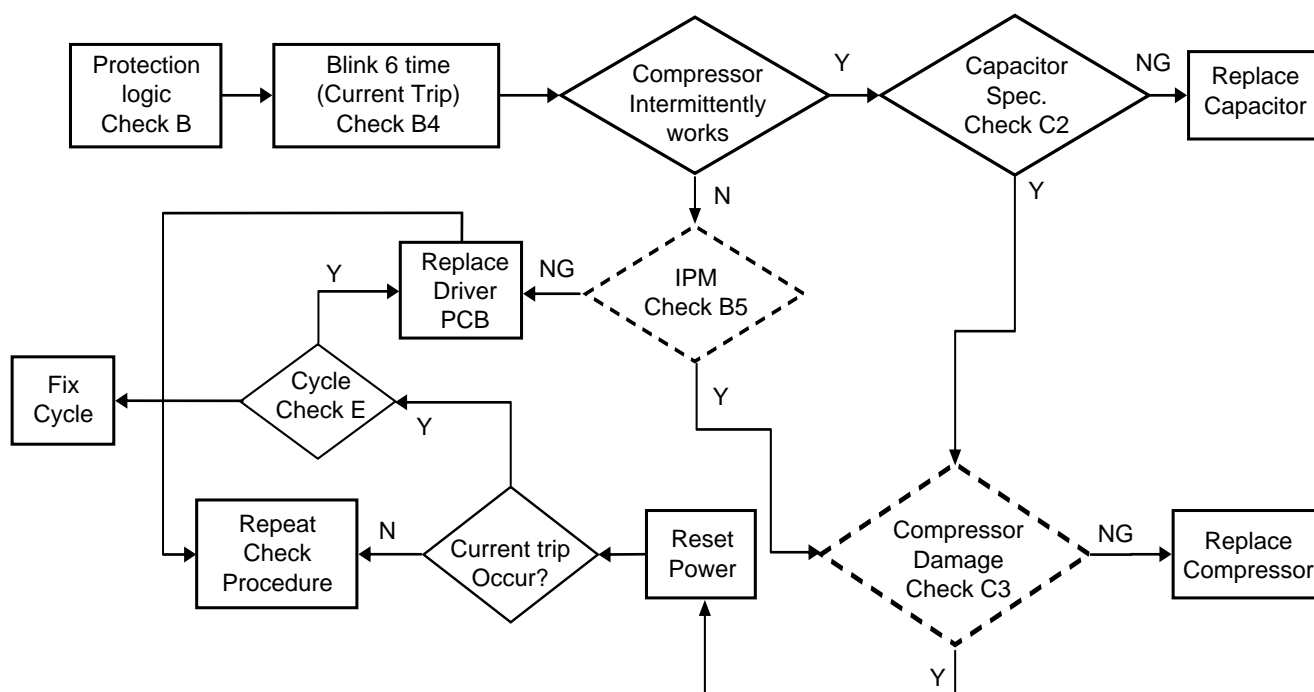 Protection
logic
Check B
Blink 6 time
(Current Trip)
Check B4
Compressor
Intermittently
works
Y
Capacitor
Spec.
Check C2
NG
Replace
Capacitor
N
Y
Y
Replace
Driver
PCB
NG
IPM
Check B5
Fix
Cycle
Cycle
Check E
Y
Y
Repeat
Check
Procedure
N
Current trip
Occur?
Reset
Power
Compressor
Damage
Check C3
NG
Replace
Compressor
Y